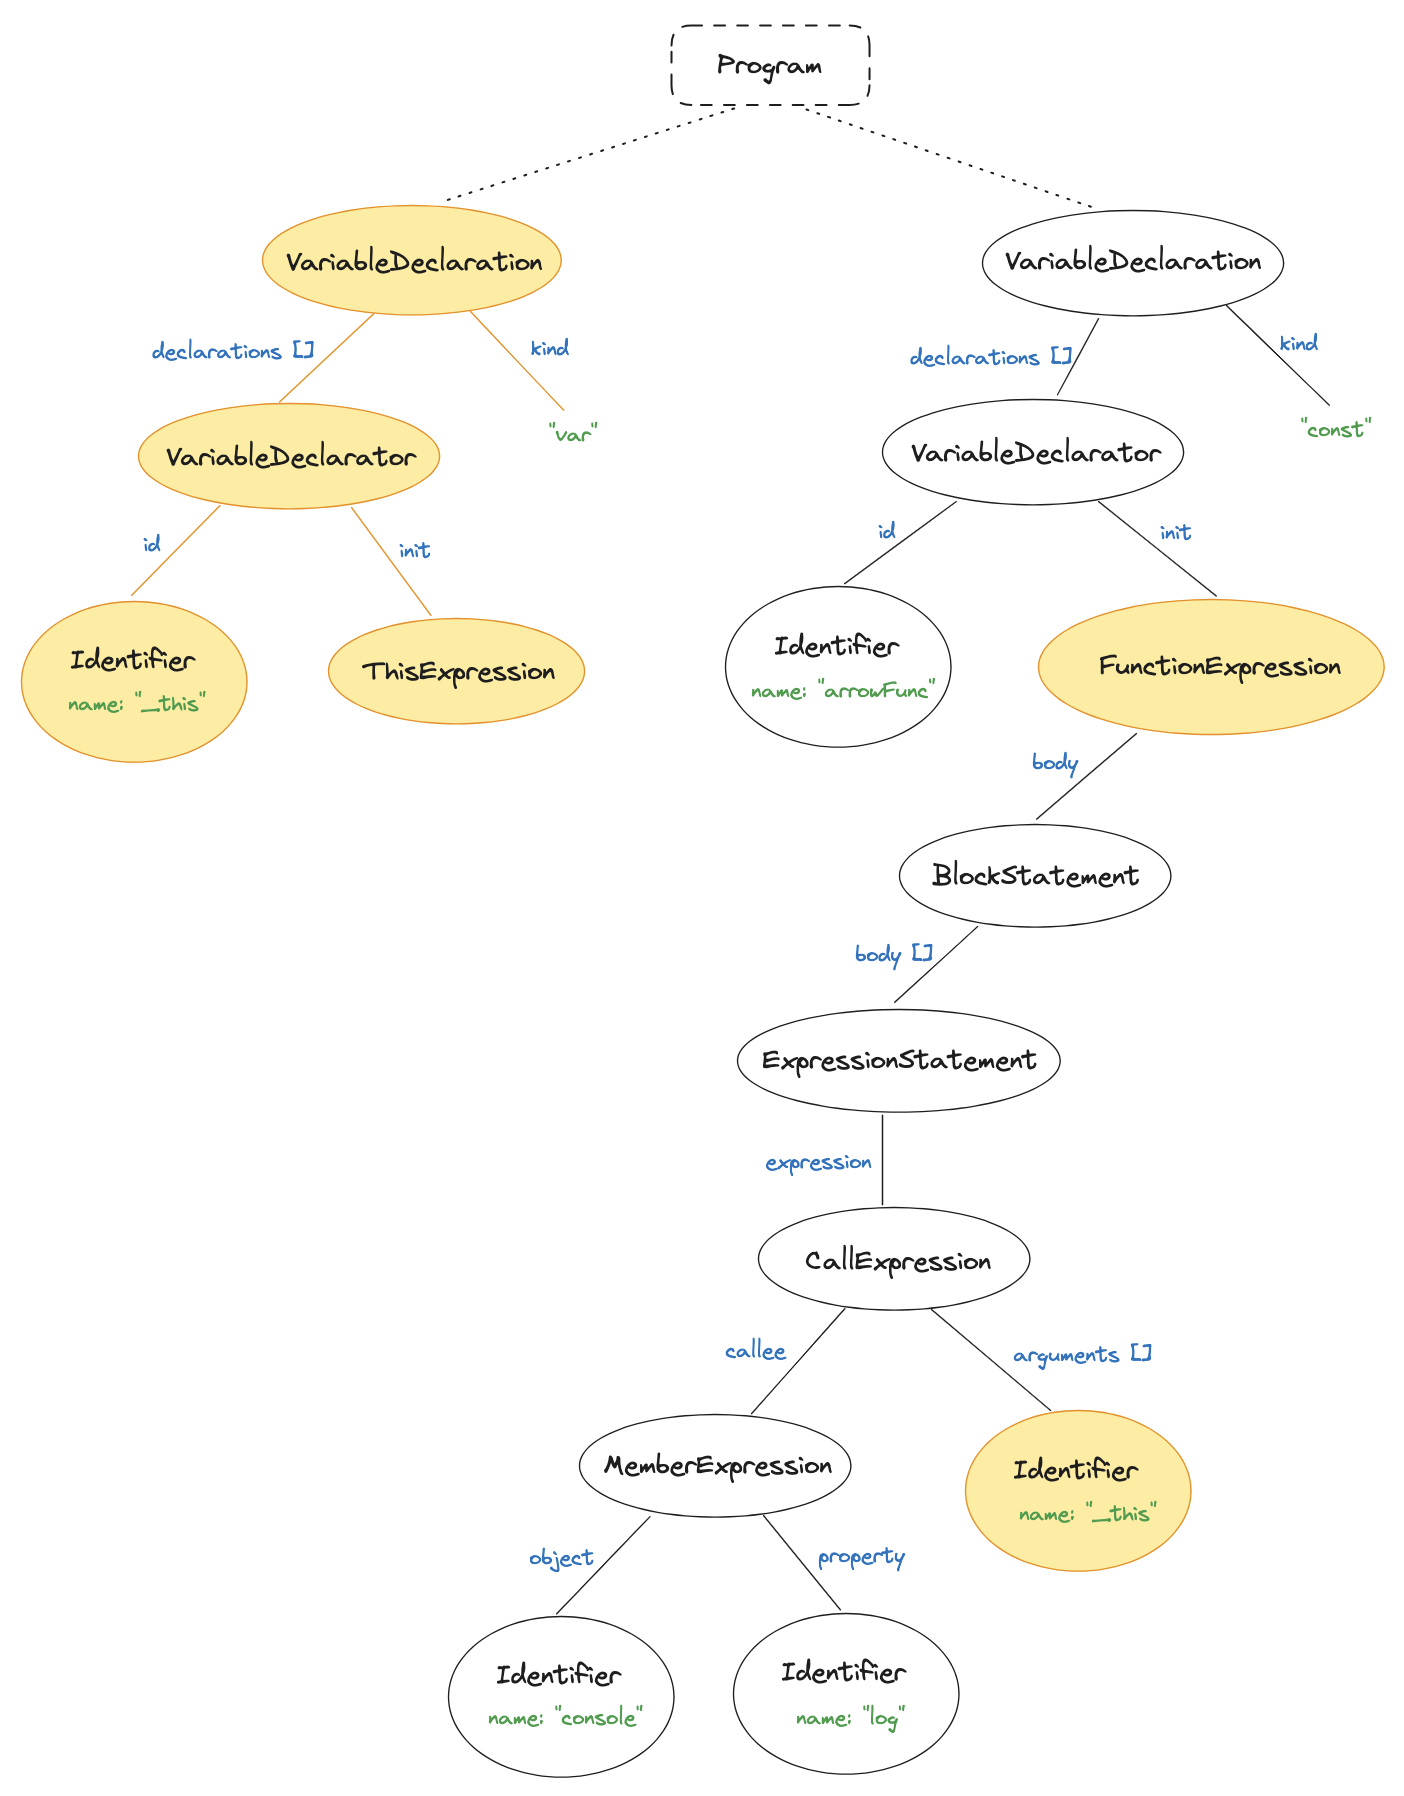 Program
VariableDeclaration
VariableDeclaration
declarations []
kind
declarations []
kind
"var"
"const"
VariableDeclarator
VariableDeclarator
id
init
id
init
Identifier
name: "_this"
ThisExpression
Identifier
name: "arrowFunc"
FunctionExpression
body
BlockStatement
body []
ExpressionStatement
expression
CallExpression
callee
arguments []
MemberExpression
Identifier
name: "_this"
object
property
Identifier
name: "console"
Identifier
name: "log"